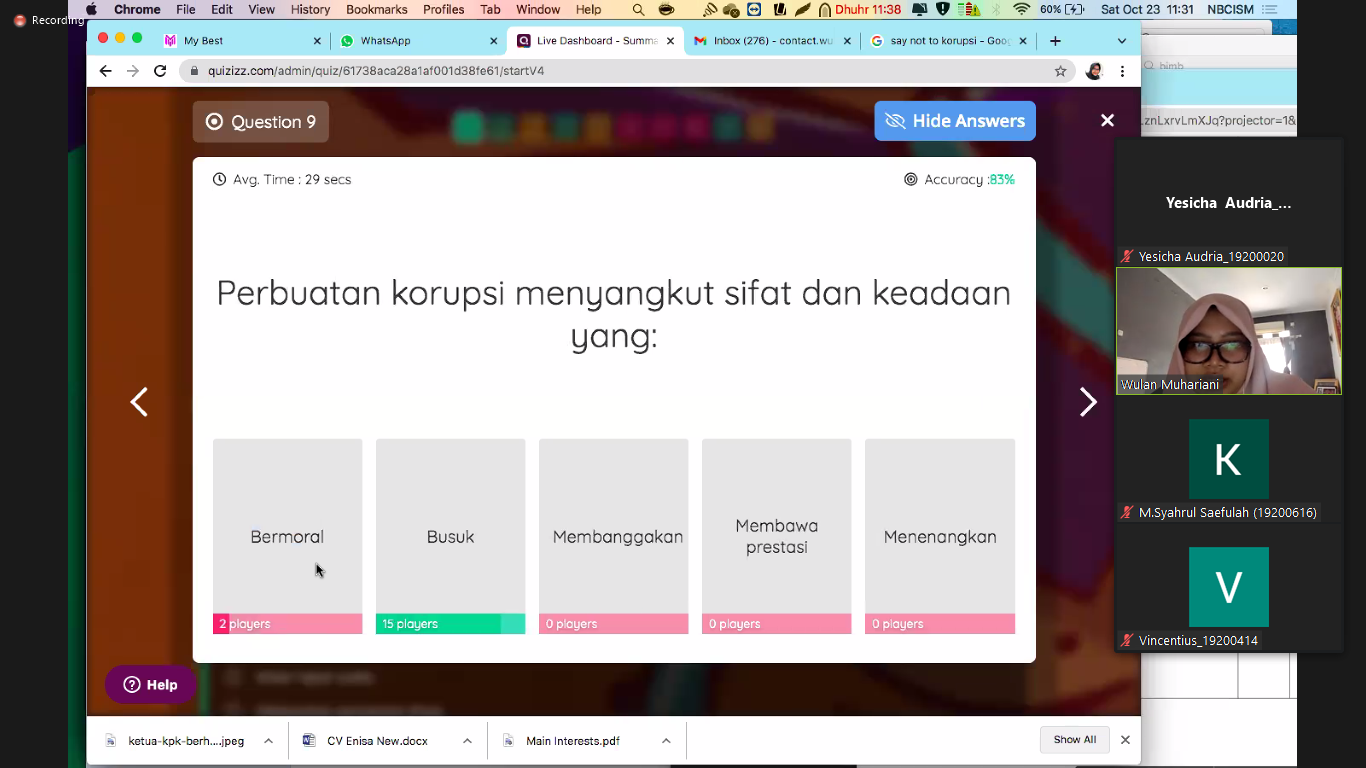 Recording
Chrome File Edit View History Bookmarks Profiles Tab Window Help Dhuhr 11:38 60% Sat Oct 23 11:31 NBCISM
My Best
WhatsApp
Live Dashboard - Summa
Inbox (276) - contact.wu
say not to korupsi - Goog
quizizz.com/admin/quiz/61738aca28a1af001d38fe61/startV4
himb
LznLxrvLmXJq?projector=1&
Question 9
Hide Answers
Avg. Time : 29 secs
Accuracy :83%
Perbuatan korupsi menyangkut sifat dan keadaan
yang:
Bermoral
2 players
Busuk
15 players
Membanggakan
0 players
Membawa
prestasi
0 players
Menenangkan
0 players
Help
Yesicha Audria_...
Yesicha Audria_19200020
Wulan Muhariani
K
M.Syahrul Saefulah (19200616)
V
Vincentius_19200414
ketua-kpk-berh....jpeg
CV Enisa New.docx
Main Interests.pdf
Show All